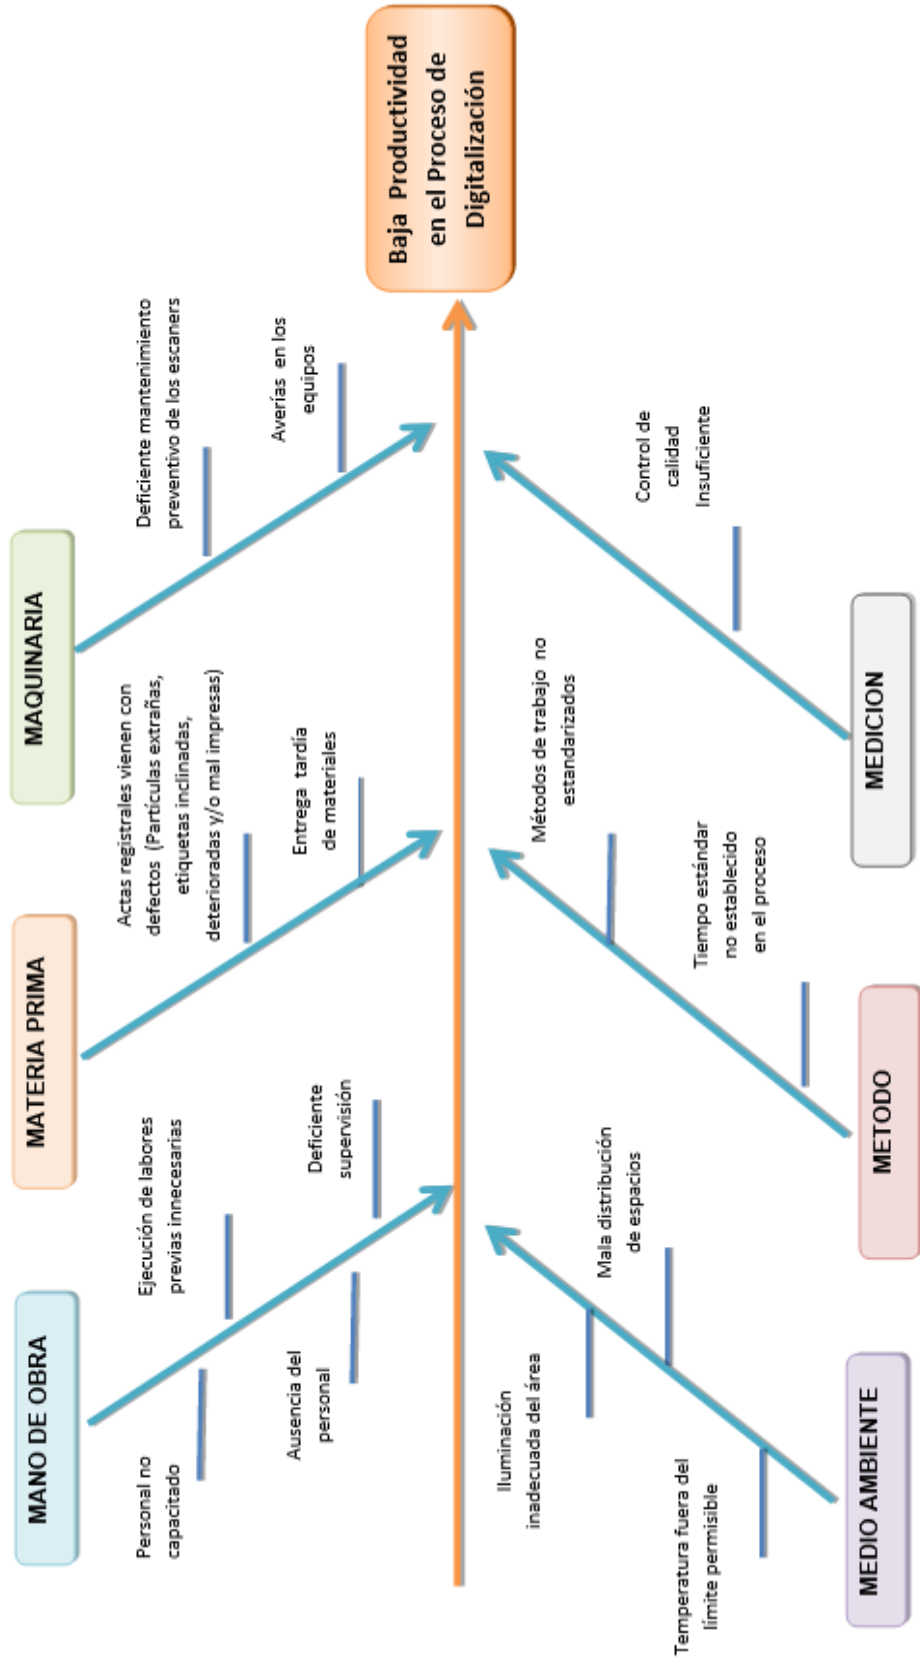 MANO DE OBRA
Personal no
capacitado
Ejecución de labores
previas innecesarias
Ausencia del
personal
Deficiente
supervisión
MATERIA PRIMA
Actas registrales vienen con
defectos (Partículas extrañas,
etiquetas inclinadas,
deterioradas y/o mal impresas)
Entrega tardía
de materiales
MAQUINARIA
Deficiente mantenimiento
preventivo de los escaners
Averías en los
equipos
Baja Productividad
en el Proceso de
Digitalización
Iluminación
inadecuada del área
Mala distribución
de espacios
Temperatura fuera del
límite permisible
MEDIO AMBIENTE
Métodos de trabajo no
estandarizados
Tiempo estándar
no establecido
en el proceso
METODO
Control de
calidad
Insuficiente
MEDICION